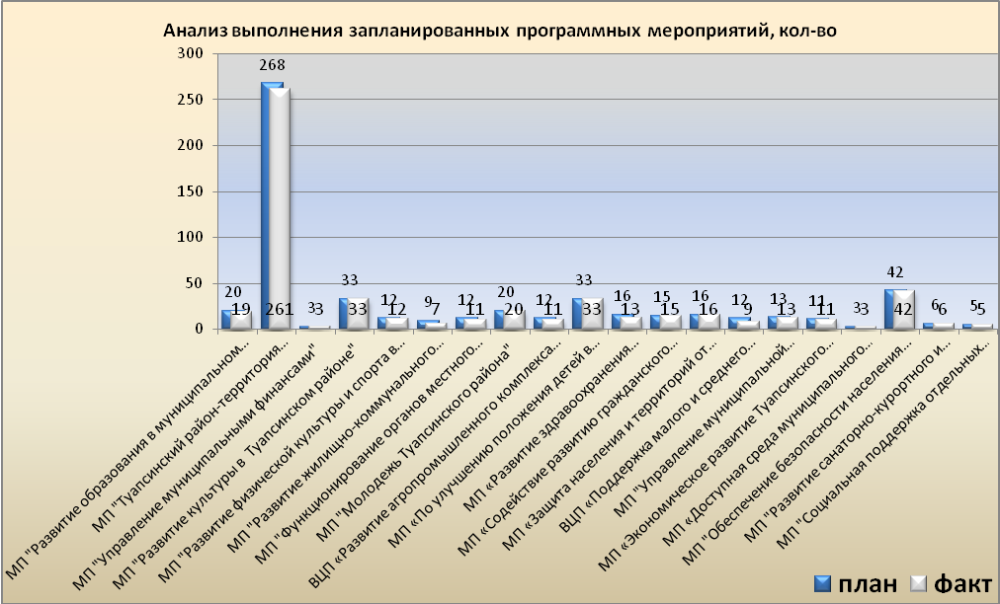 Анализ выполнения запланированных программных мероприятий, кол-во
300
250
200
150
100
50
0
20 19
268 261
3 3
33 33
12 12
9 7
12 11
20 20
12 11
33 33
16 13
15 15
16 16
12 9
13 13
11 11
3 3
42 42
6 6
5 5
МП "Развитие образования в муниципальном...
МП "Туапсинский район-территория...
МП "Управление муниципальными финансами"
МП "Развитие культуры в Туапсинском районе"
МП "Развитие физической культуры и спорта в...
МП "Развитие жилищно-коммунального...
МП "Функционирование органов местного...
МП "Молодежь Туапсинского района"
ВЦП «Развитие агропромышленного комплекса...
МП «По улучшению положения детей в...
МП «Развитие здравоохранения...
МП «Содействие развитию гражданского...
МП «Защита населения и территорий от...
ВЦП «Поддержка малого и среднего...
МП "Управление муниципальной...
МП «Экономическое развитие Туапсинского...
МП «Доступная среда муниципального...
МП "Обеспечение безопасности населения...
МП "Развитие санаторно-курортного и...
МП "Социальная поддержка отдельных...
план факт